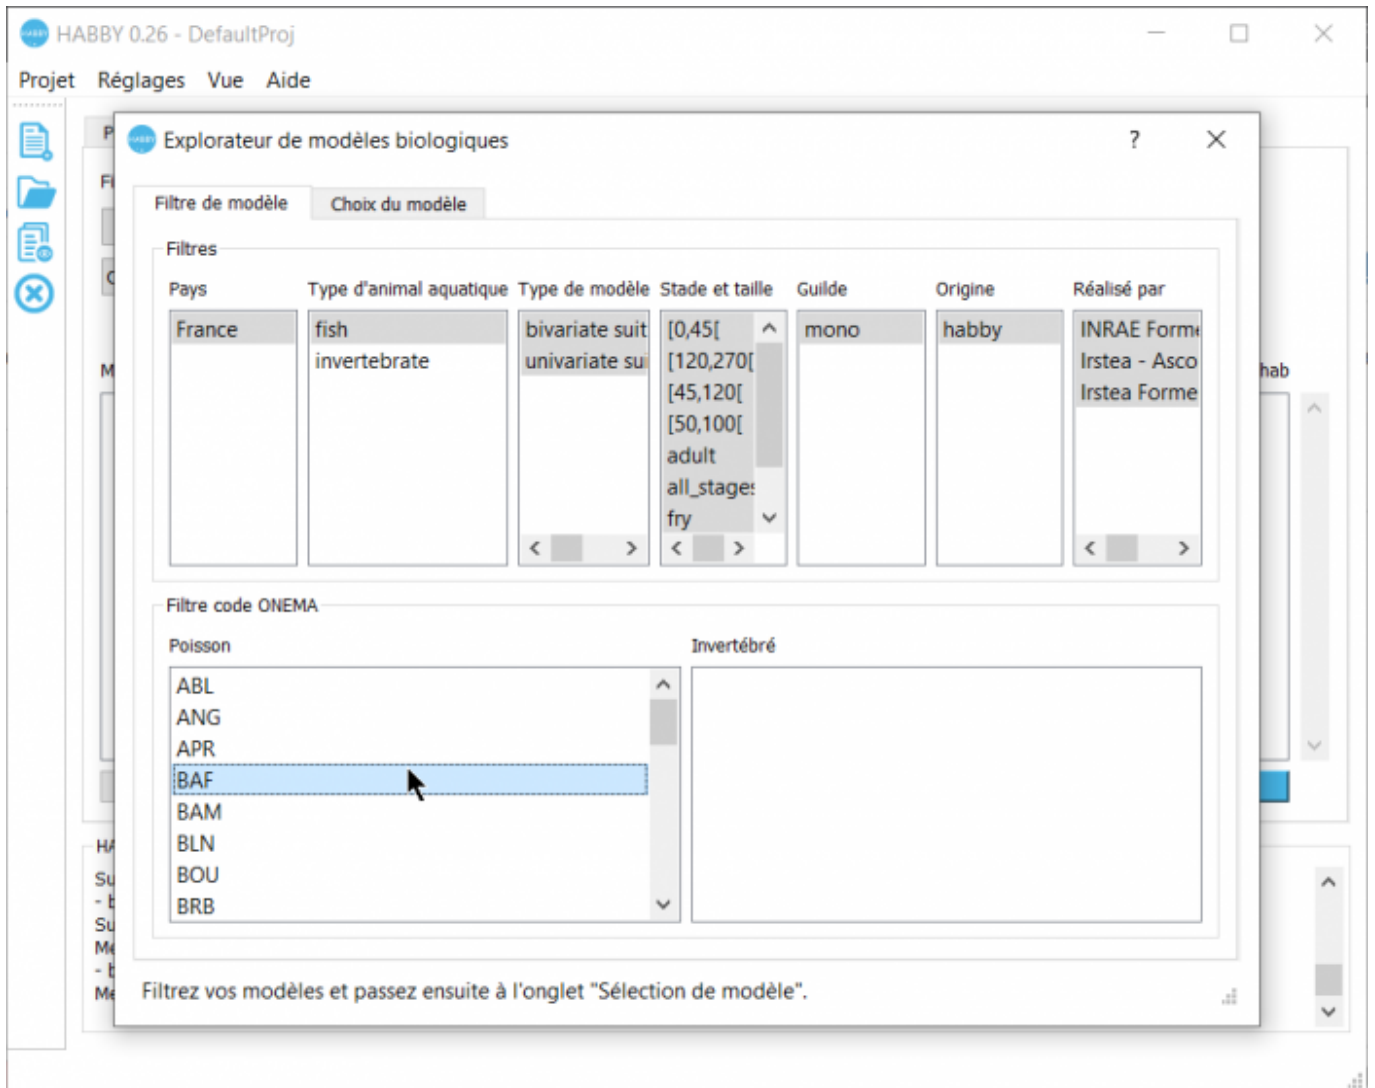 HABBY 0.26 - DefaultProj
Projet Réglages Vue Aide
Explorateur de modèles biologiques
?
Filtre de modèle Choix du modèle
Filtres
Pays Type d'animal aquatique Type de modèle Stade et taille Guilde Origine Réalisé par
France fish bivariate suit [0,45[ mono habby INRAE Forme
invertebrate univariate sui [120,270[ Irstea - Asco
[45,120[ Irstea Forme
[50,100[
adult
all_stages
fry
hab
Filtre code ONEMA
Poisson Invertébré
ABL
ANG
APR
BAF
BAM
BLN
BOU
BRB
Filtrez vos modèles et passez ensuite à l'onglet "Sélection de modèle".